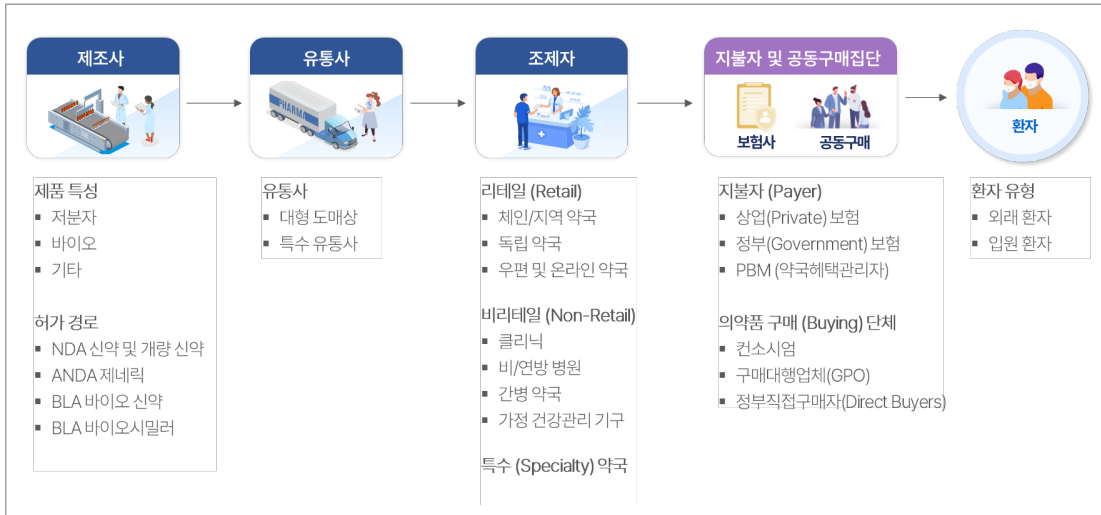 제조사
유통사
조제자
지불자 및 공동구매집단
PHARMA
보험사
공동구매
환자
제품 특성
▪ 저분자
▪ 바이오
▪ 기타
허가 경로
▪ NDA 신약 및 개량 신약
▪ ANDA 제네릭
▪ BLA 바이오 신약
▪ BLA 바이오시밀러
유통사
▪ 대형 도매상
▪ 특수 유통사
리테일 (Retail)
▪ 체인/지역 약국
▪ 독립 약국
▪ 우편 및 온라인 약국
비리테일 (Non-Retail)
▪ 클리닉
▪ 비/연방 병원
▪ 간병 약국
▪ 가정 건강관리 기구
특수 (Specialty) 약국
지불자 (Payer)
▪ 상업(Private) 보험
▪ 정부(Government) 보험
▪ PBM (약국혜택관리자)
의약품 구매 (Buying) 단체
▪ 컨소시엄
▪ 구매대행업체(GPO)
▪ 정부직접구매자(Direct Buyers)
환자 유형
▪ 외래 환자
▪ 입원 환자